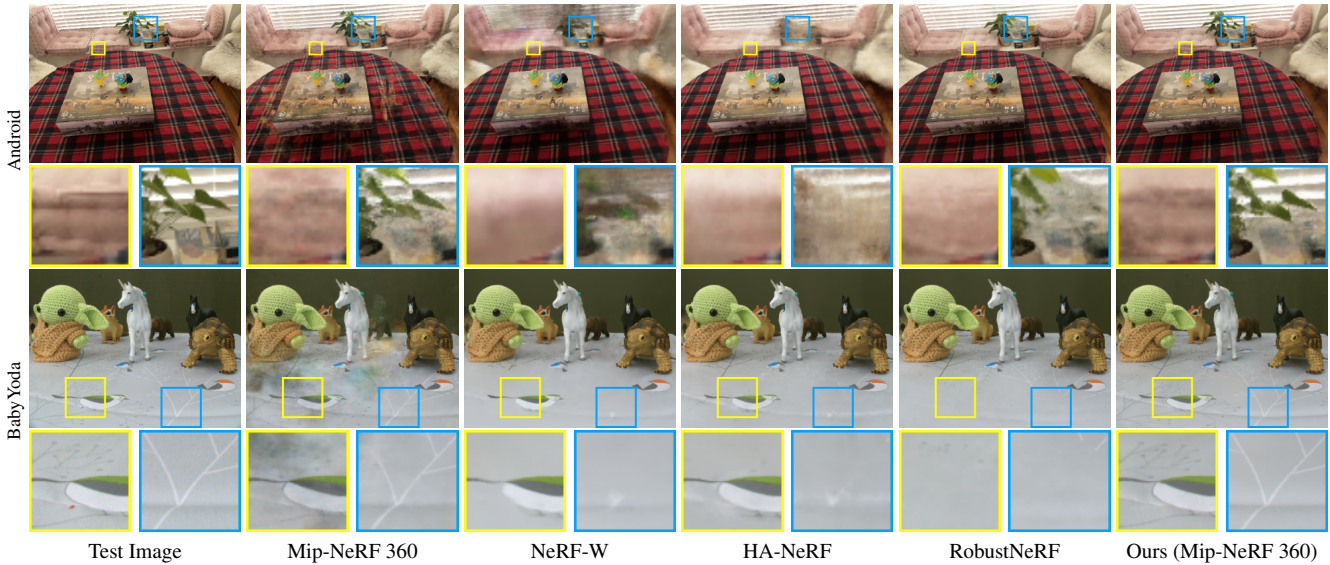 Android
BabyYoda
Test Image
Mip-NeRF 360
NeRF-W
HA-NeRF
RobustNeRF
Ours (Mip-NeRF 360)